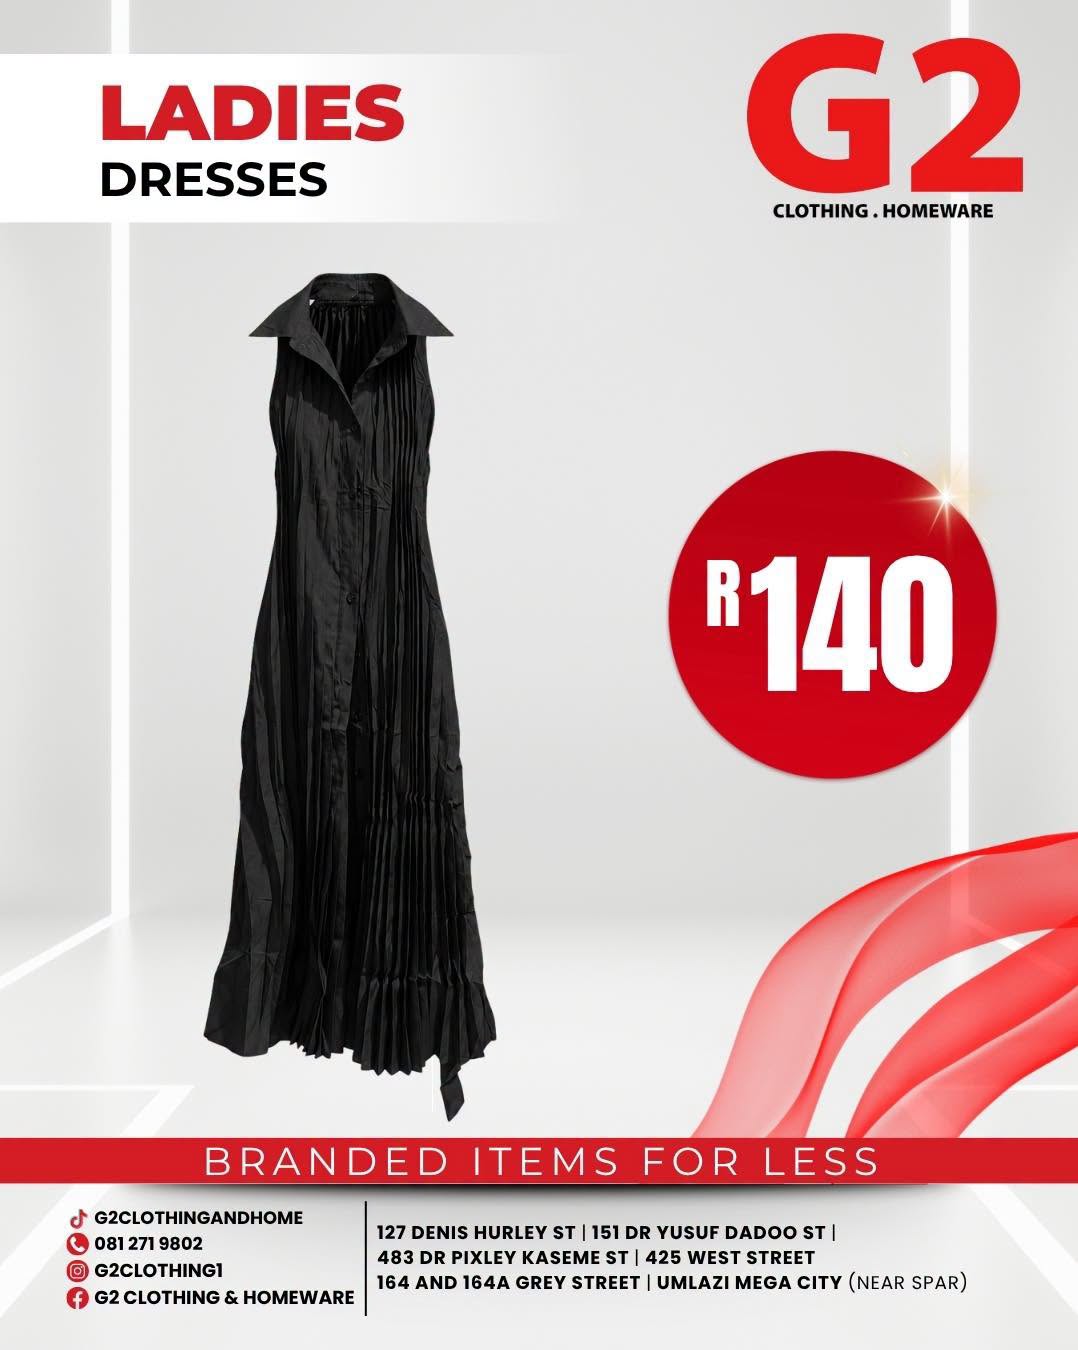 LADIES
DRESSES
G2
CLOTHING . HOMEWARE
R140
BRANDED ITEMS FOR LESS
G2CLOTHINGANDHOME
081 271 9802
G2CLOTHING1
G2 CLOTHING & HOMEWARE
127 DENIS HURLEY ST | 151 DR YUSUF DADOO ST |
483 DR PIXLEY KASEME ST | 425 WEST STREET
164 AND 164A GREY STREET | UMLAZI MEGA CITY (NEAR SPAR)